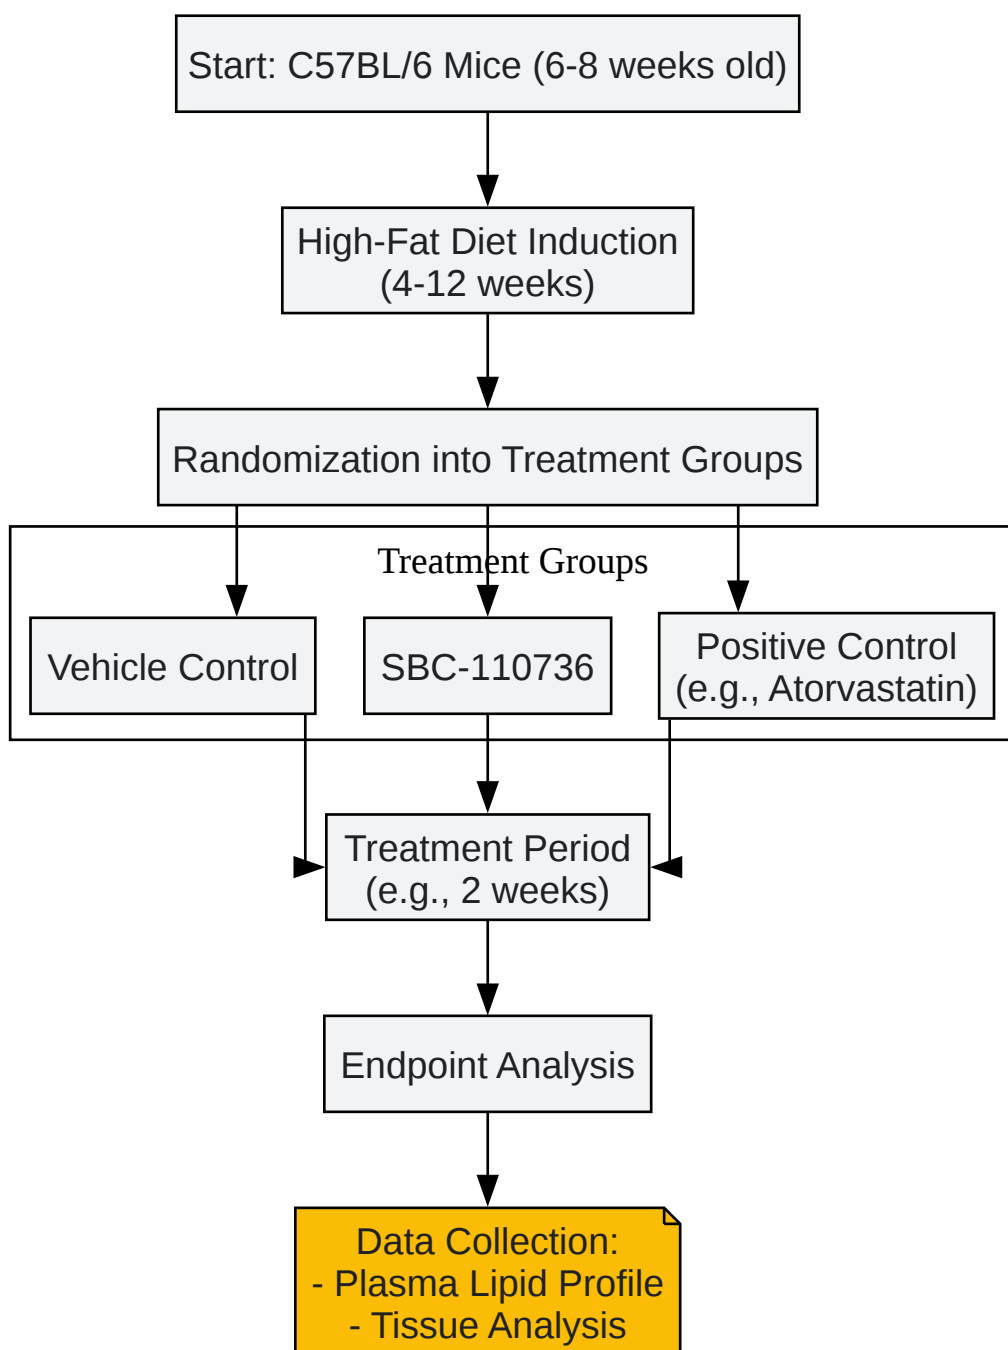 Start: C57BL/6 Mice (6-8 weeks old)
High-Fat Diet Induction
(4-12 weeks)
Randomization into Treatment Groups
Treatment Groups
Vehicle Control
SBC-110736
Positive Control
(e.g., Atorvastatin)
Treatment Period
(e.g., 2 weeks)
Endpoint Analysis
Data Collection:
- Plasma Lipid Profile
- Tissue Analysis